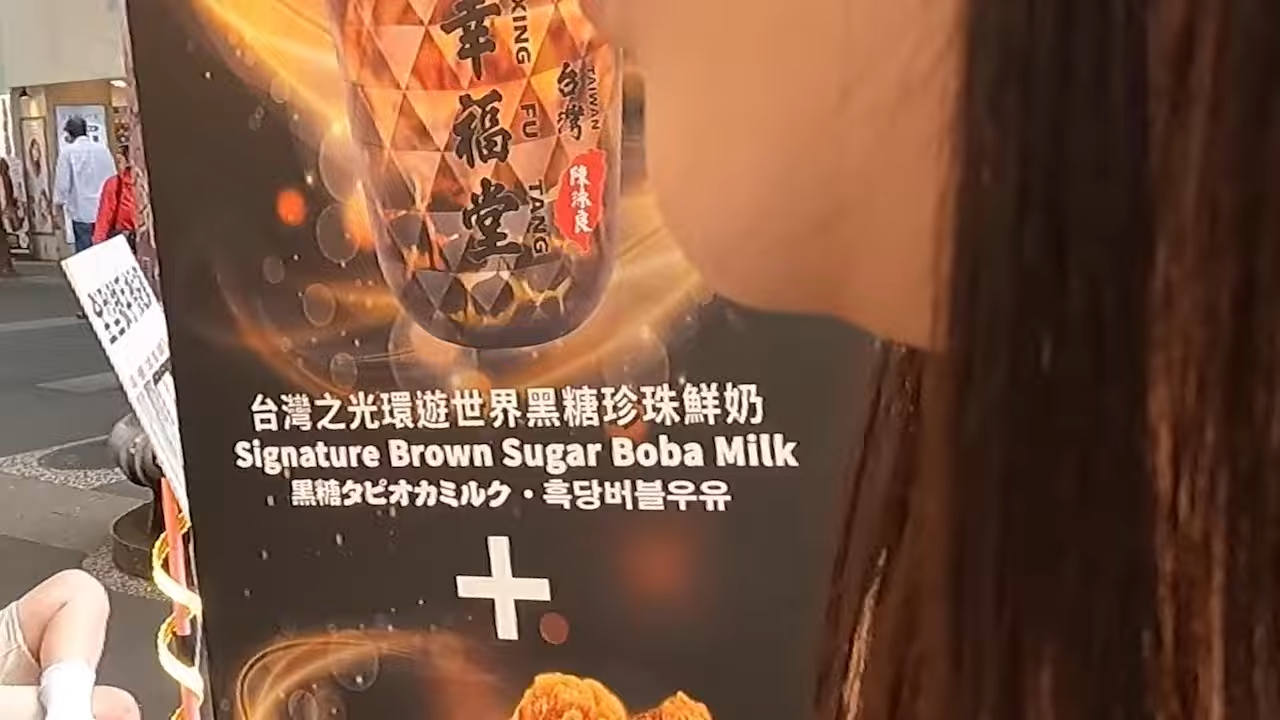 幸福堂
XING FU TANG
台灣
TAIWAN
陳泳良
台灣之光環遊世界黑糖珍珠鮮奶
Signature Brown Sugar Boba Milk
黒糖タピオカミルク・흑당버블우유
+